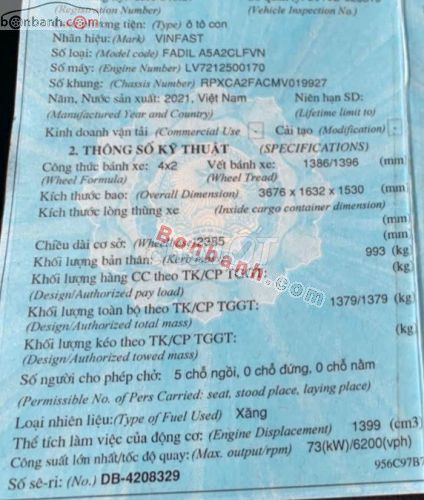 bonbanh.com
(Registration Number)
(Vehicle Inspection No.)
(Type) ô tô con
Nhãn hiệu: (Mark) VINFAST
Số loại: (Model code) FADIL A5A2CLFVN
Số máy: (Engine Number) LV7212500170
Số khung: (Chassis Number) RPXCA2FACMV019927
Năm, Nước sản xuất: 2021, Việt Nam Niên hạn SD:
(Manufactured Year and Country) (Lifetime limit to)
Kinh doanh vận tải (Commercial Use) - Cải tạo (Modification) -
2. THÔNG SỐ KỸ THUẬT (SPECIFICATIONS)
Công thức bánh xe: 4x2 Vết bánh xe: 1386/1396 (mm)
(Wheel Formula) (Wheel Tread)
Kích thước bao: (Overall Dimension) 3676 x 1632 x 1530 (mm)
Kích thước lòng thùng xe (Inside cargo container dimension)
(mm)
Chiều dài cơ sở: 2385 (mm)
Bonbanh.com
Khối lượng bản thân: 993 (kg)
Khối lượng hàng CC theo TK/CP TGGT: (kg)
(Design/Authorized pay load)
Khối lượng toàn bộ theo TK/CP TGGT: 1379/1379 (kg)
(Design/Authorized total mass)
Khối lượng kéo theo TK/CP TGGT: (kg)
(Design/Authorized towed mass)
Số người cho phép chở: 5 chỗ ngồi, 0 chỗ đứng, 0 chỗ nằm
(Permissible No. of Pers Carried: seat, stood place, laying place)
Loại nhiên liệu: (Type of Fuel Used) Xăng
Thể tích làm việc của động cơ: (Engine Displacement) 1399 (cm3)
Công suất lớn nhất/tốc độ quay: (Max. output/rpm) 73(kW)/6200(vph)
956C97B7
Số sê-ri: (No.) DB-4208329